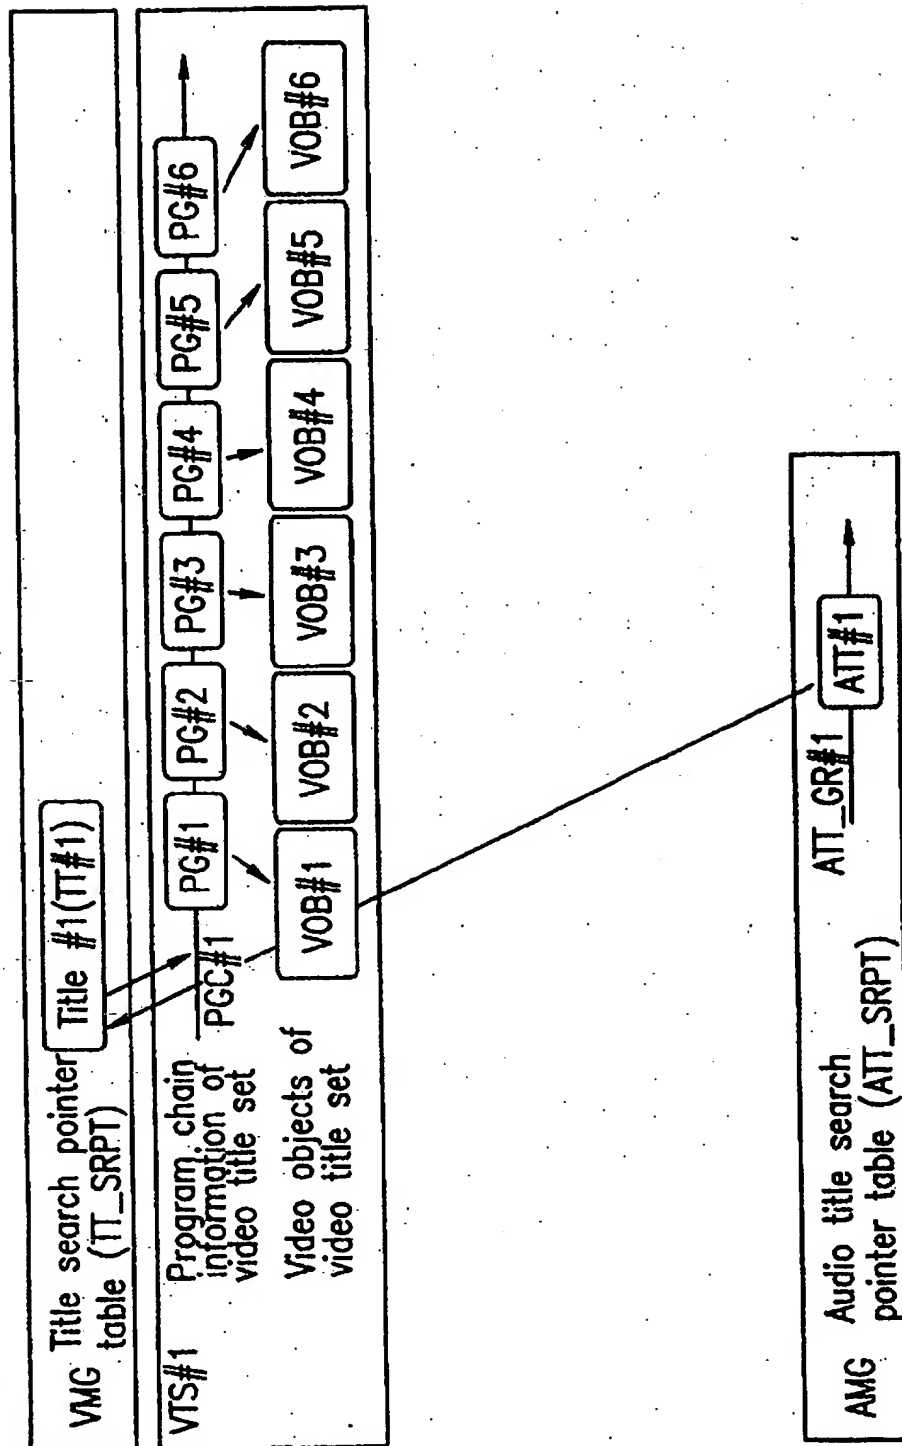 VMG
Title search pointer
table (TT_SRPT)
Title #1(TT#1)
VTS#1
Program chain
information of
video title set
PGC#1
PG#1
PG#2
PG#3
PG#4
PG#5
PG#6
Video objects of
video title set
VOB#1
VOB#2
VOB#3
VOB#4
VOB#5
VOB#6
AMG
Audio title search
pointer table (ATT_SRPT)
ATT_GR#1
ATT#1